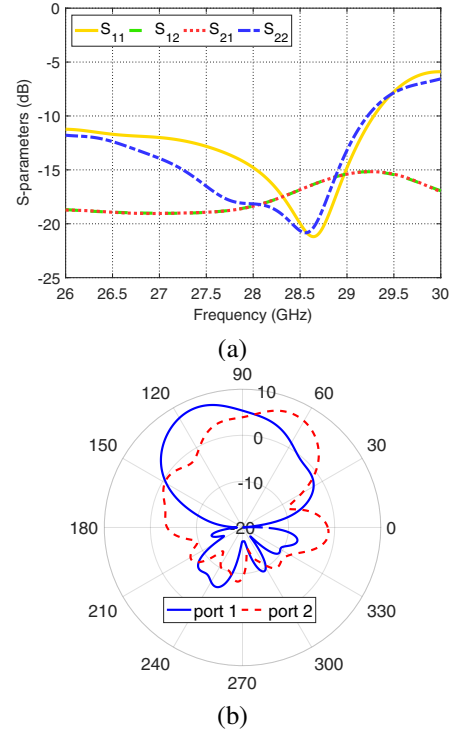 0
-5
-10
-15
-20
-25
S-parameters (dB)
S11 S12 S21 S22
26 26.5 27 27.5 28 28.5 29 29.5 30
Frequency (GHz)
(a)
90
120 10 60
0
150 30
-10
180 -20 0
210 330
port 1 port 2
240 300
270
(b)